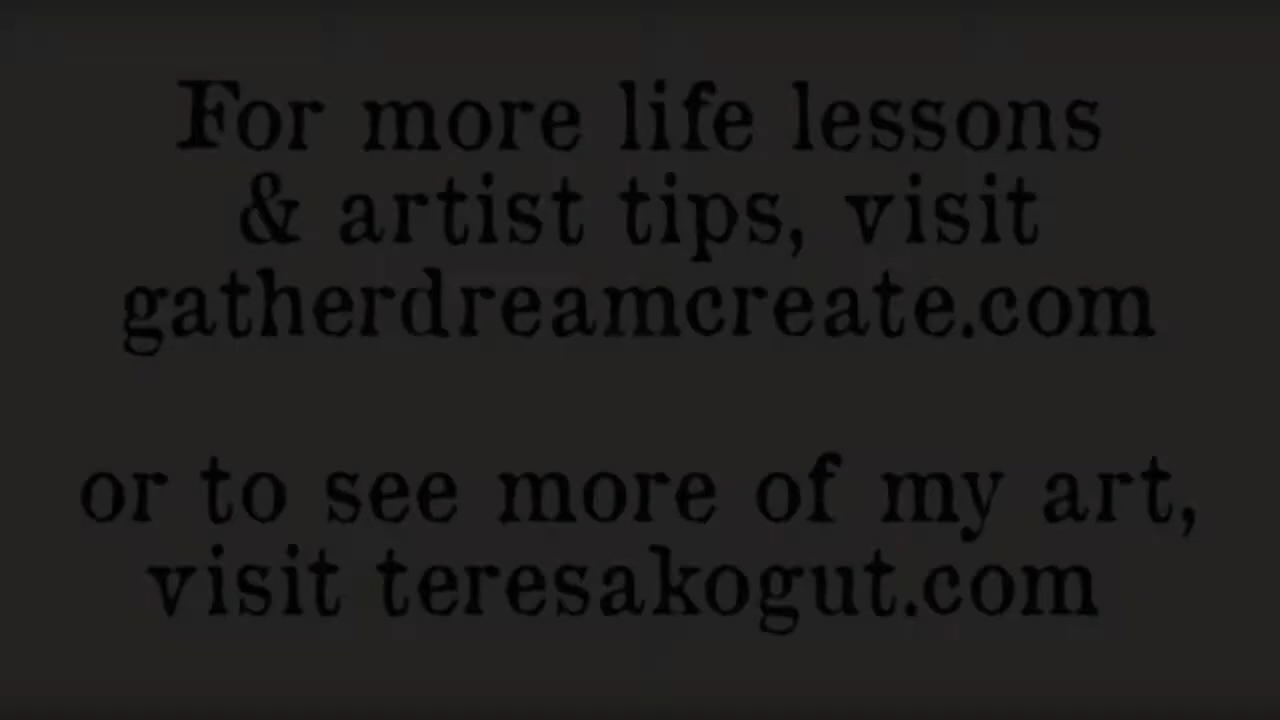 For more life lessons
& artist tips, visit
gatherdreamcreate.com
or to see more of my art,
visit teresakogut.com